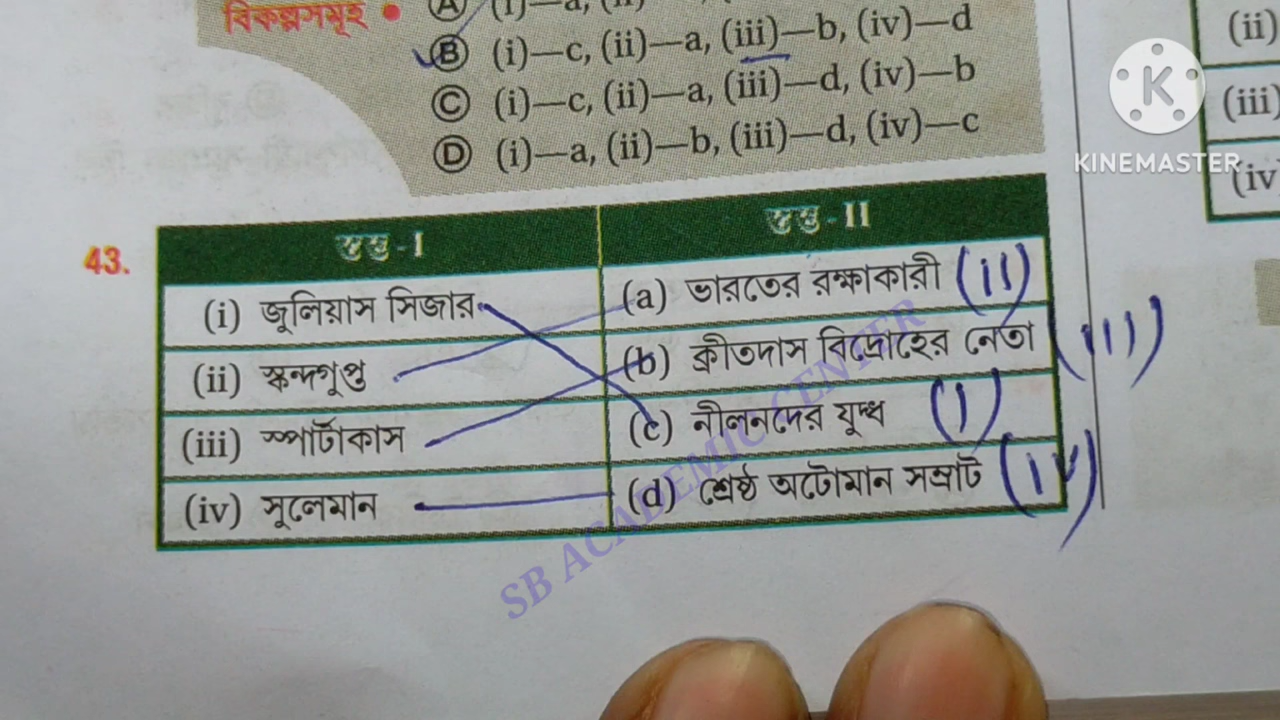 বিকল্পসমূহ • Ⓐ (i)—a, (ii)
Ⓑ (i)—c, (ii)—a, (iii)—b, (iv)—d
Ⓒ (i)—c, (ii)—a, (iii)—d, (iv)—b
Ⓓ (i)—a, (ii)—b, (iii)—d, (iv)—c
43. স্তম্ভ-I স্তম্ভ-II
(i) জুলিয়াস সিজার (a) ভারতের রক্ষাকারী (ii)
(ii) স্কন্দগুপ্ত (b) ক্রীতদাস বিদ্রোহের নেতা (iii)
(iii) স্পার্টাকাস (c) নীলনদের যুদ্ধ (i)
(iv) সুলেমান (d) শ্রেষ্ঠ অটোমান সম্রাট (iv)
SB ACADEMIC CENTER
(ii)
(iii)
(iv
K
KINEMASTER